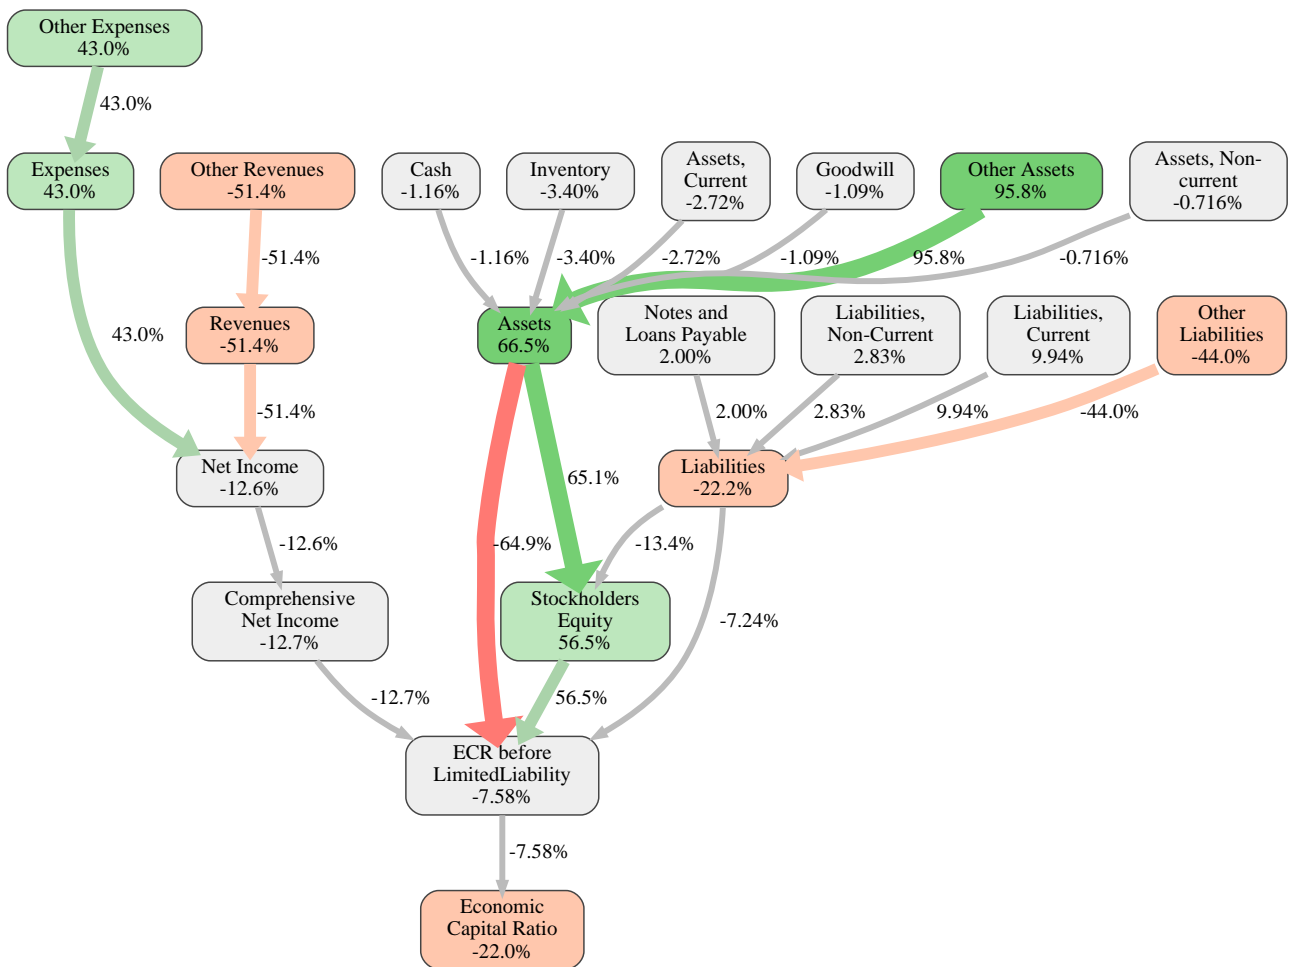 Other Expenses
43.0%
43.0%
Expenses
43.0%
Other Revenues
-51.4%
Cash
-1.16%
Inventory
-3.40%
Assets,
Current
-2.72%
Goodwill
-1.09%
Other Assets
95.8%
Assets, Non-
current
-0.716%
-51.4%
-1.16%
-3.40%
-2.72%
-1.09%
95.8%
-0.716%
43.0%
Revenues
-51.4%
Assets
66.5%
Notes and
Loans Payable
2.00%
Liabilities,
Non-Current
2.83%
Liabilities,
Current
9.94%
Other
Liabilities
-44.0%
-51.4%
2.00%
2.83%
9.94%
-44.0%
Net Income
-12.6%
65.1%
Liabilities
-22.2%
-12.6%
-64.9%
-13.4%
Comprehensive
Net Income
-12.7%
Stockholders
Equity
56.5%
-7.24%
-12.7%
56.5%
ECR before
LimitedLiability
-7.58%
-7.58%
Economic
Capital Ratio
-22.0%